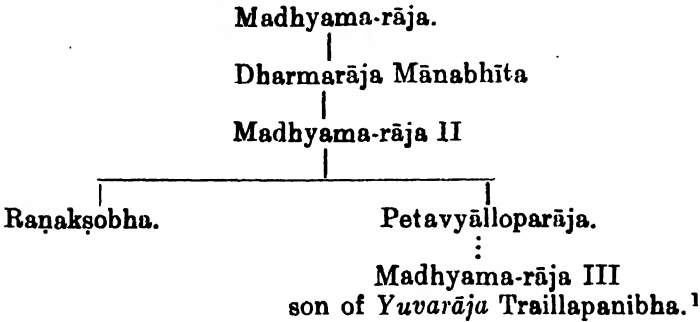 Madhyama-rāja.
Dharmarāja Mānabhīta
Madhyama-rāja II
Raṇakṣobha. Petavyālloparāja.
Madhyama-rāja III
son of Yuvarāja Traillapanibha.¹